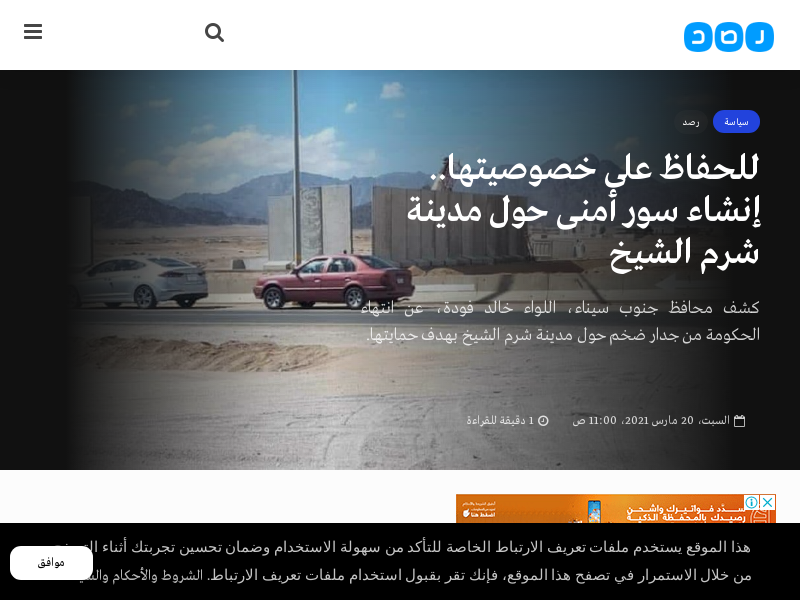 رصد
سياسة
رصد
للحفاظ على خصوصيتها..
إنشاء سور أمنى حول مدينة
شرم الشيخ
كشف محافظ جنوب سيناء، اللواء خالد فودة، عن انتهاء
الحكومة من جدار ضخم حول مدينة شرم الشيخ بهدف حمايتها.
السبت، 20 مارس 2021، 11:00 ص
1 دقيقة للقراءة
سدّد فواتيرك واشحن
رصيدك بالمحفظة الذكية
اضغط هنا
هذا الموقع يستخدم ملفات تعريف الارتباط الخاصة للتأكد من سهولة الاستخدام وضمان تحسين تجربتك أثناء
من خلال الاستمرار في تصفح هذا الموقع، فإنك تقر بقبول استخدام ملفات تعريف الارتباط. الشروط والأحكام
موافق